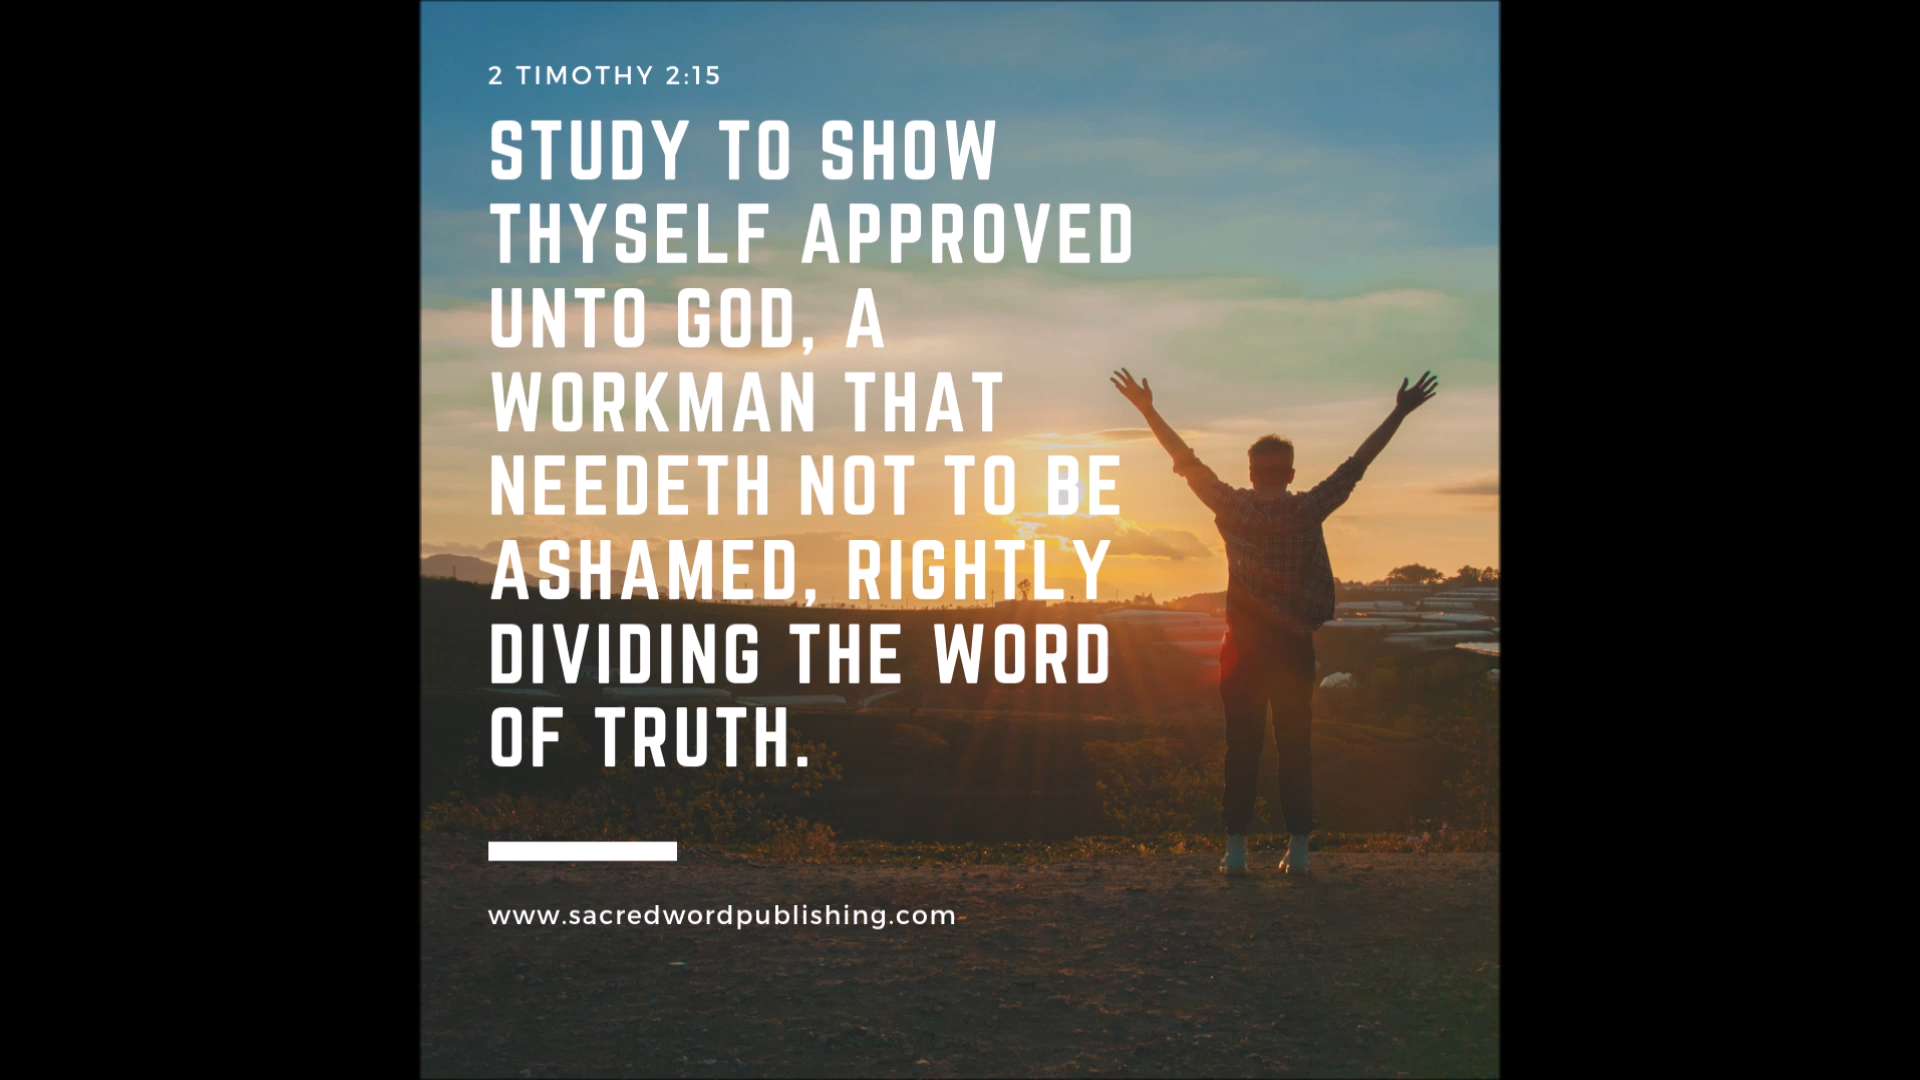 2 TIMOTHY 2:15
STUDY TO SHOW
THYSELF APPROVED
UNTO GOD, A
WORKMAN THAT
NEEDETH NOT TO BE
ASHAMED, RIGHTLY
DIVIDING THE WORD
OF TRUTH.
www.sacredwordpublishing.com